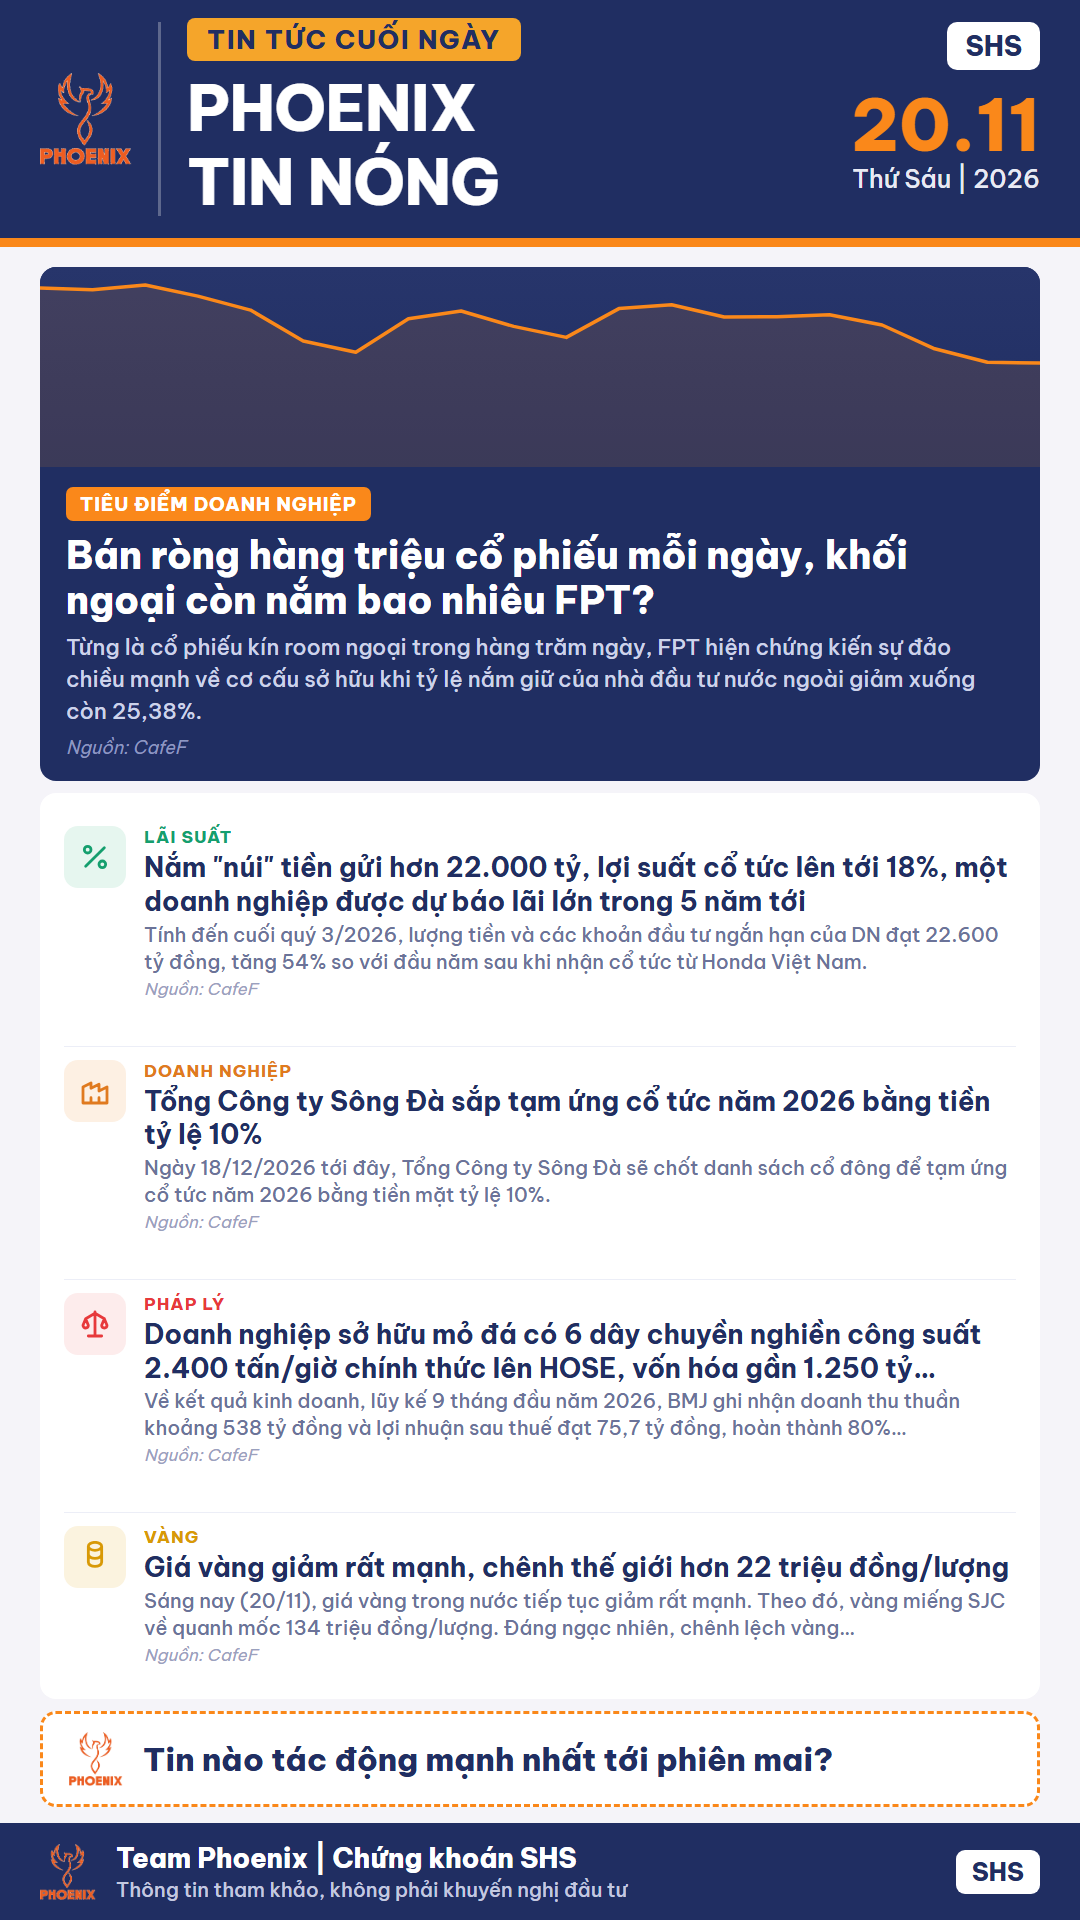 TIN TỨC CUỐI NGÀY
PHOENIX
TIN NÓNG
PHOENIX
SHS
20.11
Thứ Sáu | 2026
TIÊU ĐIỂM DOANH NGHIỆP
Bán ròng hàng triệu cổ phiếu mỗi ngày, khối
ngoại còn nắm bao nhiêu FPT?
Từng là cổ phiếu kín room ngoại trong hàng trăm ngày, FPT hiện chứng kiến sự đảo
chiều mạnh về cơ cấu sở hữu khi tỷ lệ nắm giữ của nhà đầu tư nước ngoài giảm xuống
còn 25,38%.
Nguồn: CafeF
LÃI SUẤT
Nắm "núi" tiền gửi hơn 22.000 tỷ, lợi suất cổ tức lên tới 18%, một
doanh nghiệp được dự báo lãi lớn trong 5 năm tới
Tính đến cuối quý 3/2026, lượng tiền và các khoản đầu tư ngắn hạn của DN đạt 22.600
tỷ đồng, tăng 54% so với đầu năm sau khi nhận cổ tức từ Honda Việt Nam.
Nguồn: CafeF
DOANH NGHIỆP
Tổng Công ty Sông Đà sắp tạm ứng cổ tức năm 2026 bằng tiền
tỷ lệ 10%
Ngày 18/12/2026 tới đây, Tổng Công ty Sông Đà sẽ chốt danh sách cổ đông để tạm ứng
cổ tức năm 2026 bằng tiền mặt tỷ lệ 10%.
Nguồn: CafeF
PHÁP LÝ
Doanh nghiệp sở hữu mỏ đá có 6 dây chuyền nghiền công suất
2.400 tấn/giờ chính thức lên HOSE, vốn hóa gần 1.250 tỷ...
Về kết quả kinh doanh, lũy kế 9 tháng đầu năm 2026, BMJ ghi nhận doanh thu thuần
khoảng 538 tỷ đồng và lợi nhuận sau thuế đạt 75,7 tỷ đồng, hoàn thành 80%...
Nguồn: CafeF
VÀNG
Giá vàng giảm rất mạnh, chênh thế giới hơn 22 triệu đồng/lượng
Sáng nay (20/11), giá vàng trong nước tiếp tục giảm rất mạnh. Theo đó, vàng miếng SJC
về quanh mốc 134 triệu đồng/lượng. Đáng ngạc nhiên, chênh lệch vàng...
Nguồn: CafeF
PHOENIX
Tin nào tác động mạnh nhất tới phiên mai?
PHOENIX
Team Phoenix | Chứng khoán SHS
Thông tin tham khảo, không phải khuyến nghị đầu tư
SHS